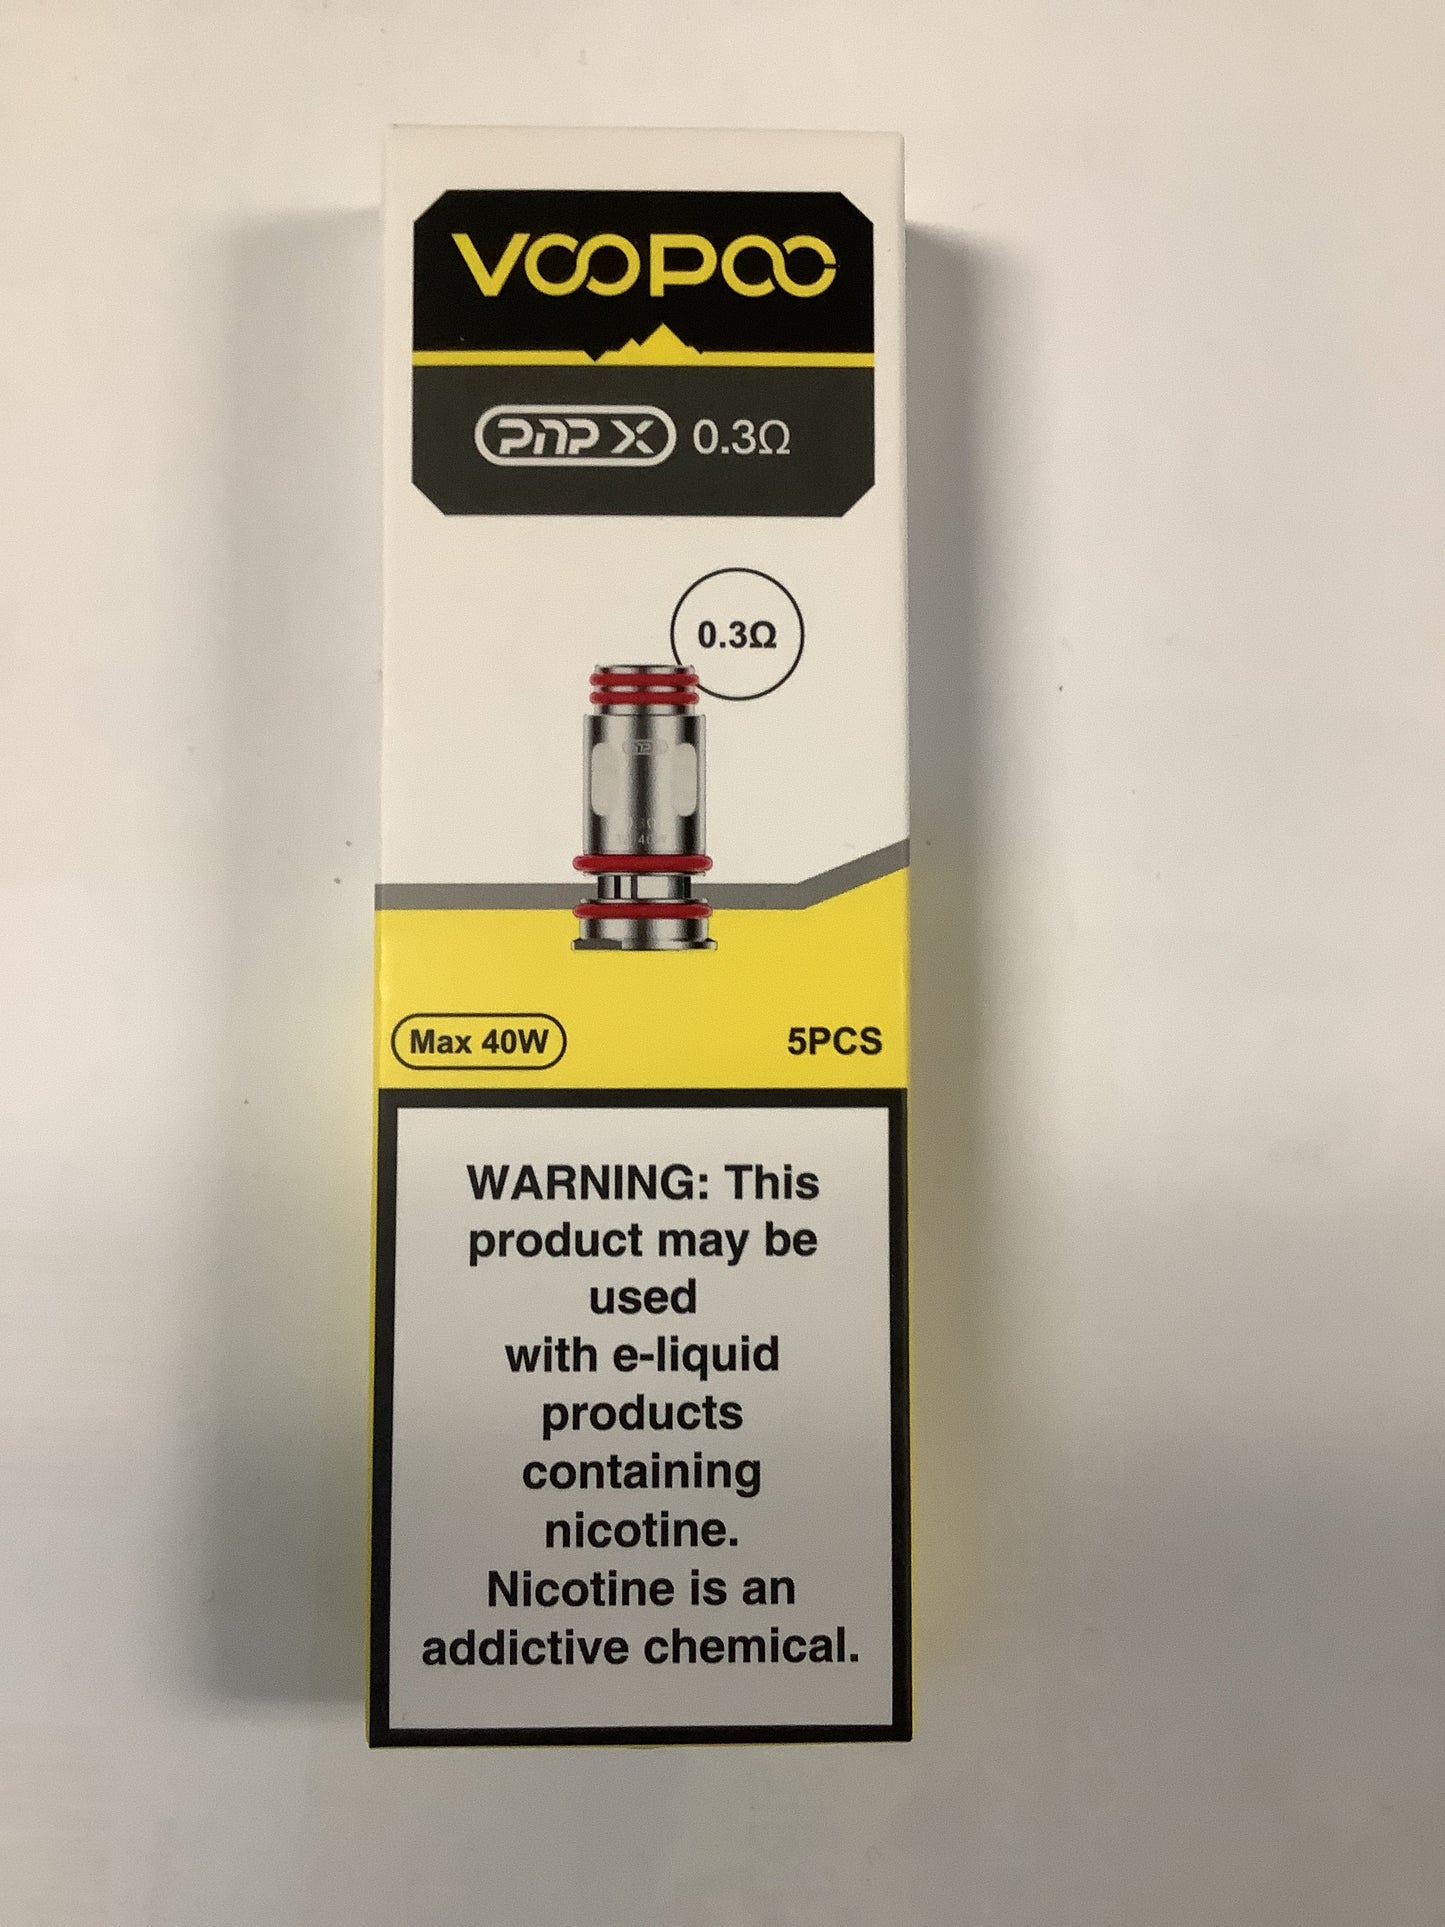 VOOPOO
PNP X 0.3Ω
0.3Ω
Max 40W
5PCS
WARNING: This
product may be
used
with e-liquid
products
containing
nicotine.
Nicotine is an
addictive chemical.